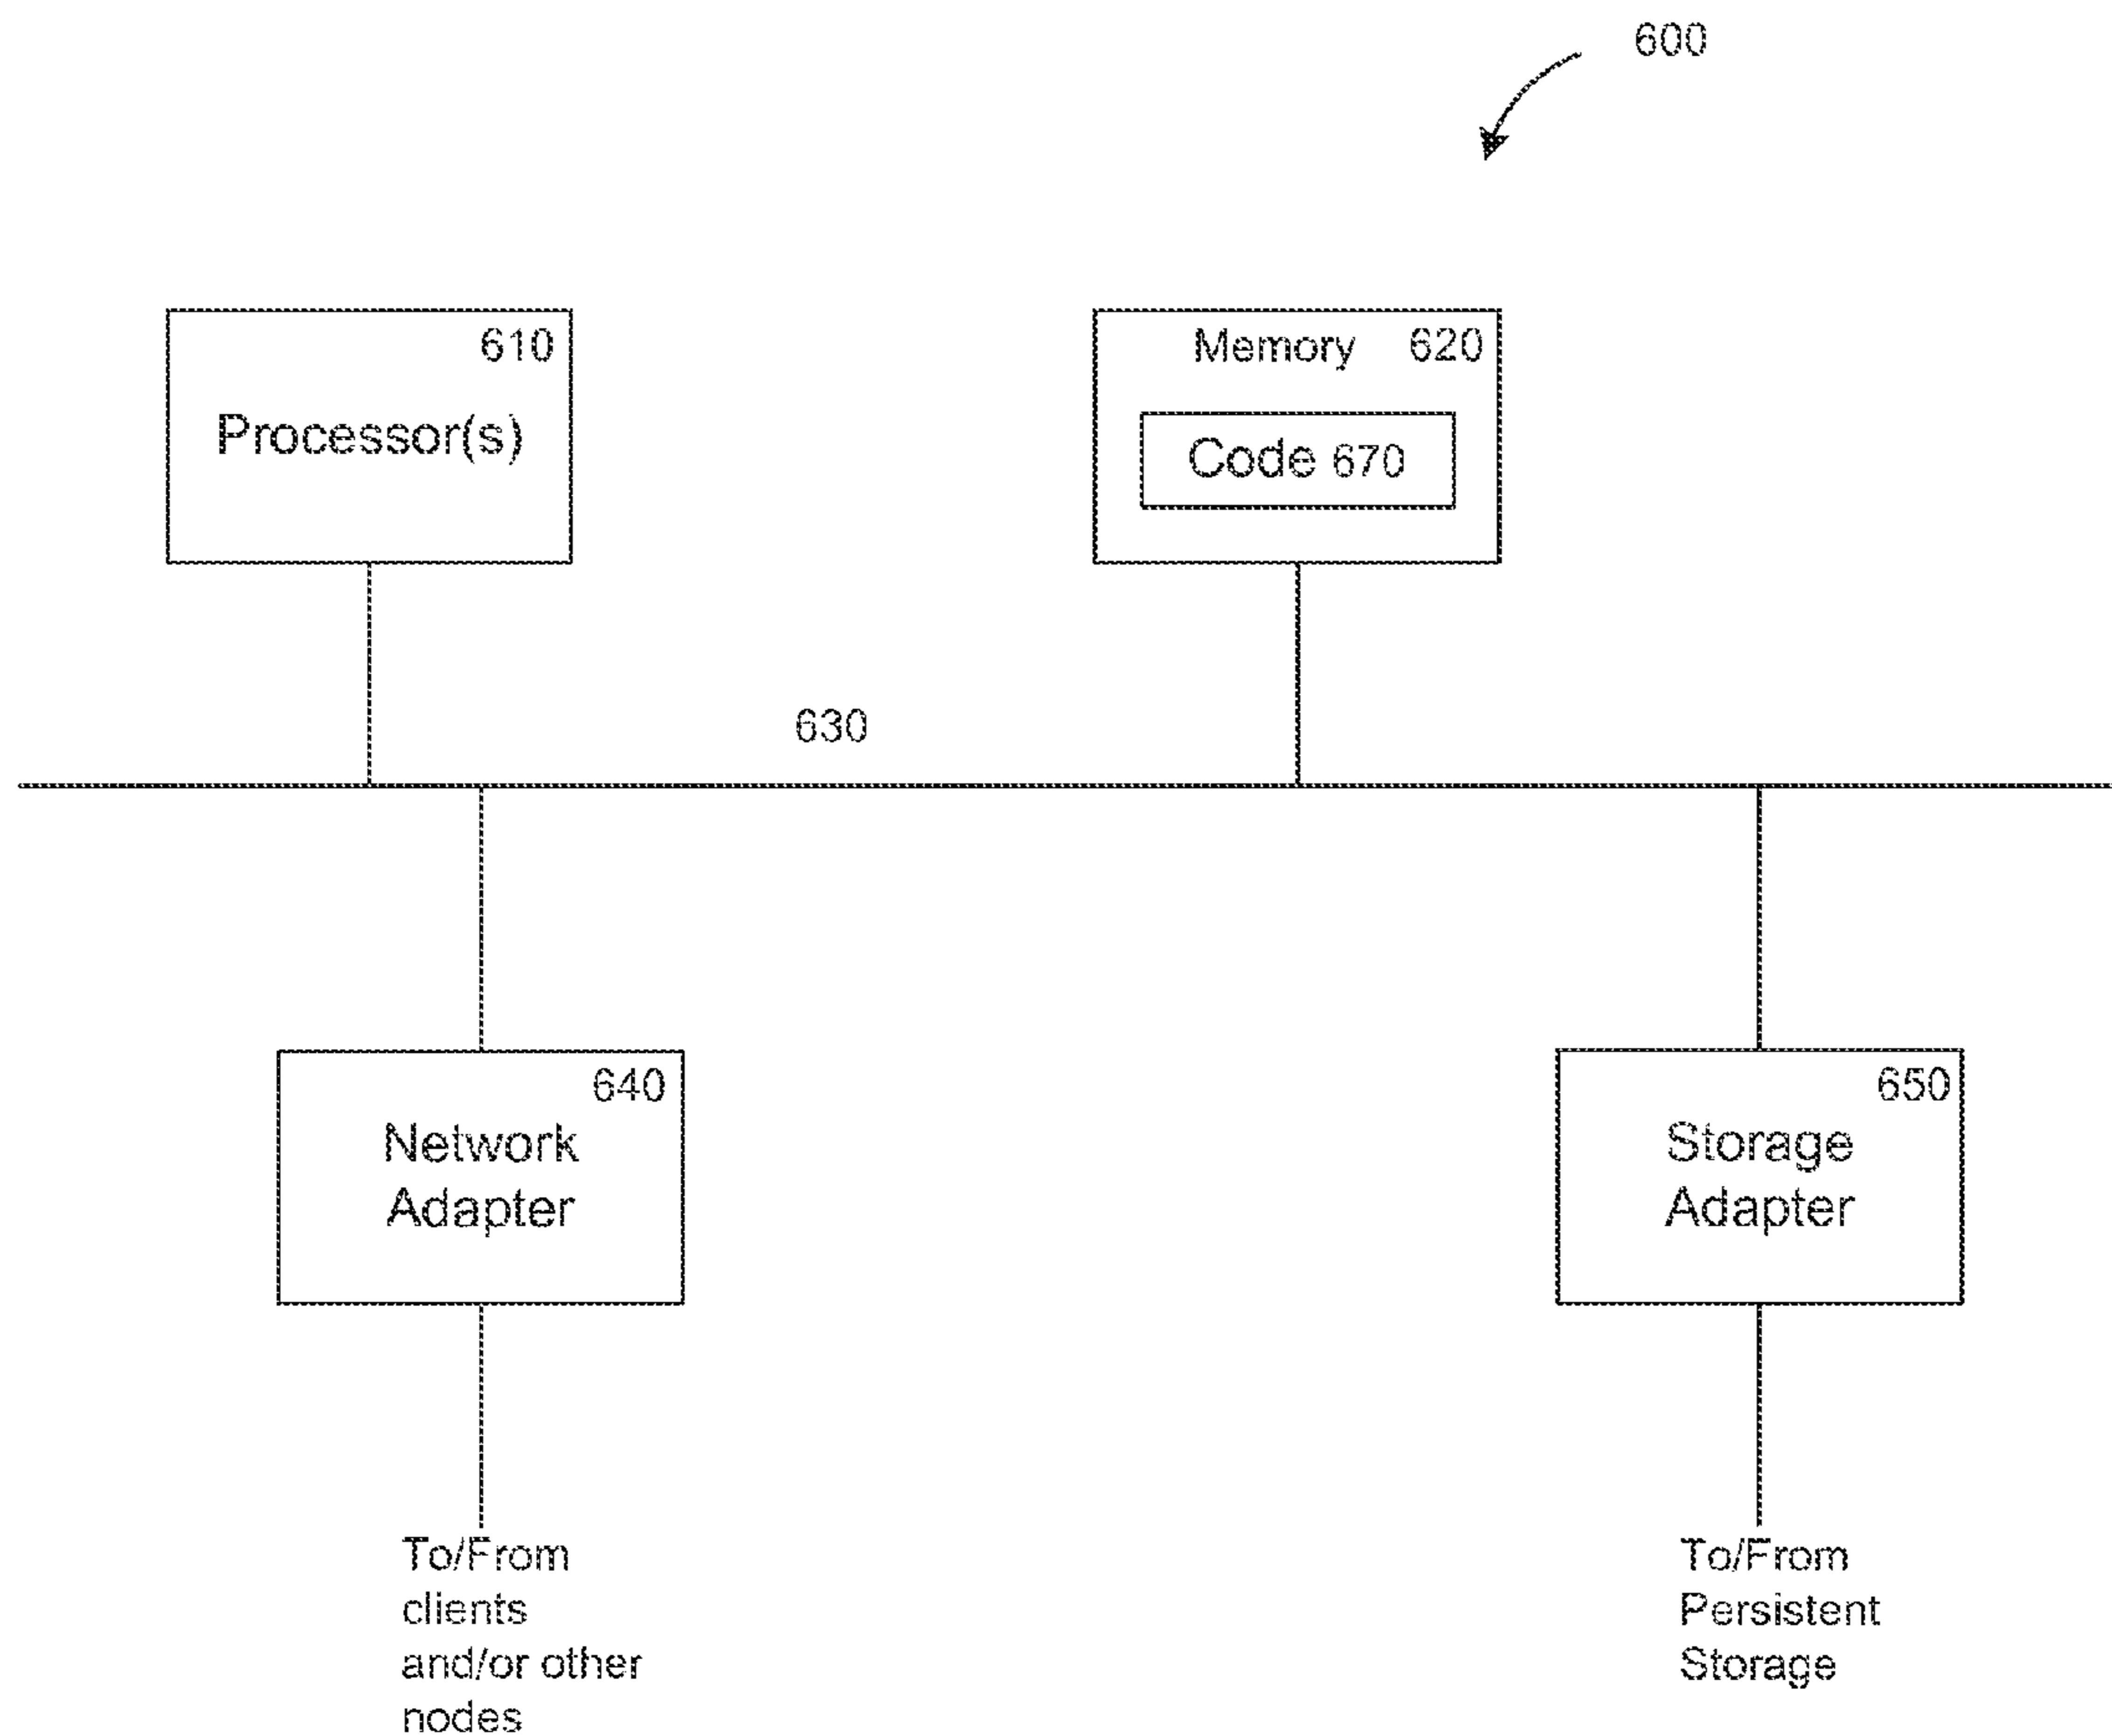 600
610
Processor(s)
Memory 620
Code 670
630
640
Network
Adapter
650
Storage
Adapter
To/From
clients
and/or other
nodes
To/From
Persistent
Storage